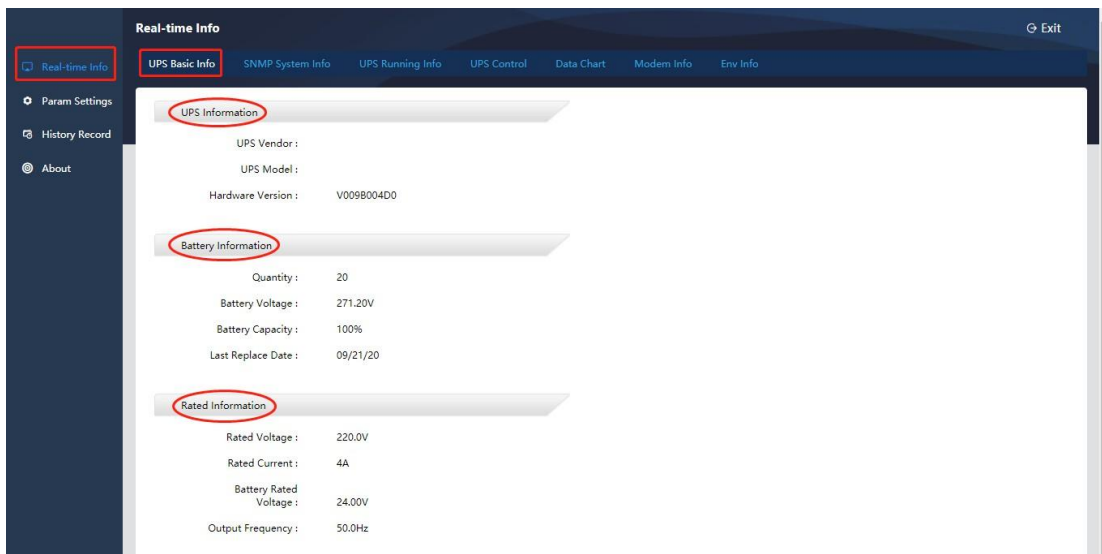 Real-time Info
Exit
Real-time Info
UPS Basic Info SNMP System Info UPS Running Info UPS Control Data Chart Modem Info Env Info
Param Settings
History Record
About
UPS Information
UPS Vendor :
UPS Model :
Hardware Version : V009B004D0
Battery Information
Quantity : 20
Battery Voltage : 271.20V
Battery Capacity : 100%
Last Replace Date : 09/21/20
Rated Information
Rated Voltage : 220.0V
Rated Current : 4A
Battery Rated
Voltage : 24.00V
Output Frequency : 50.0Hz